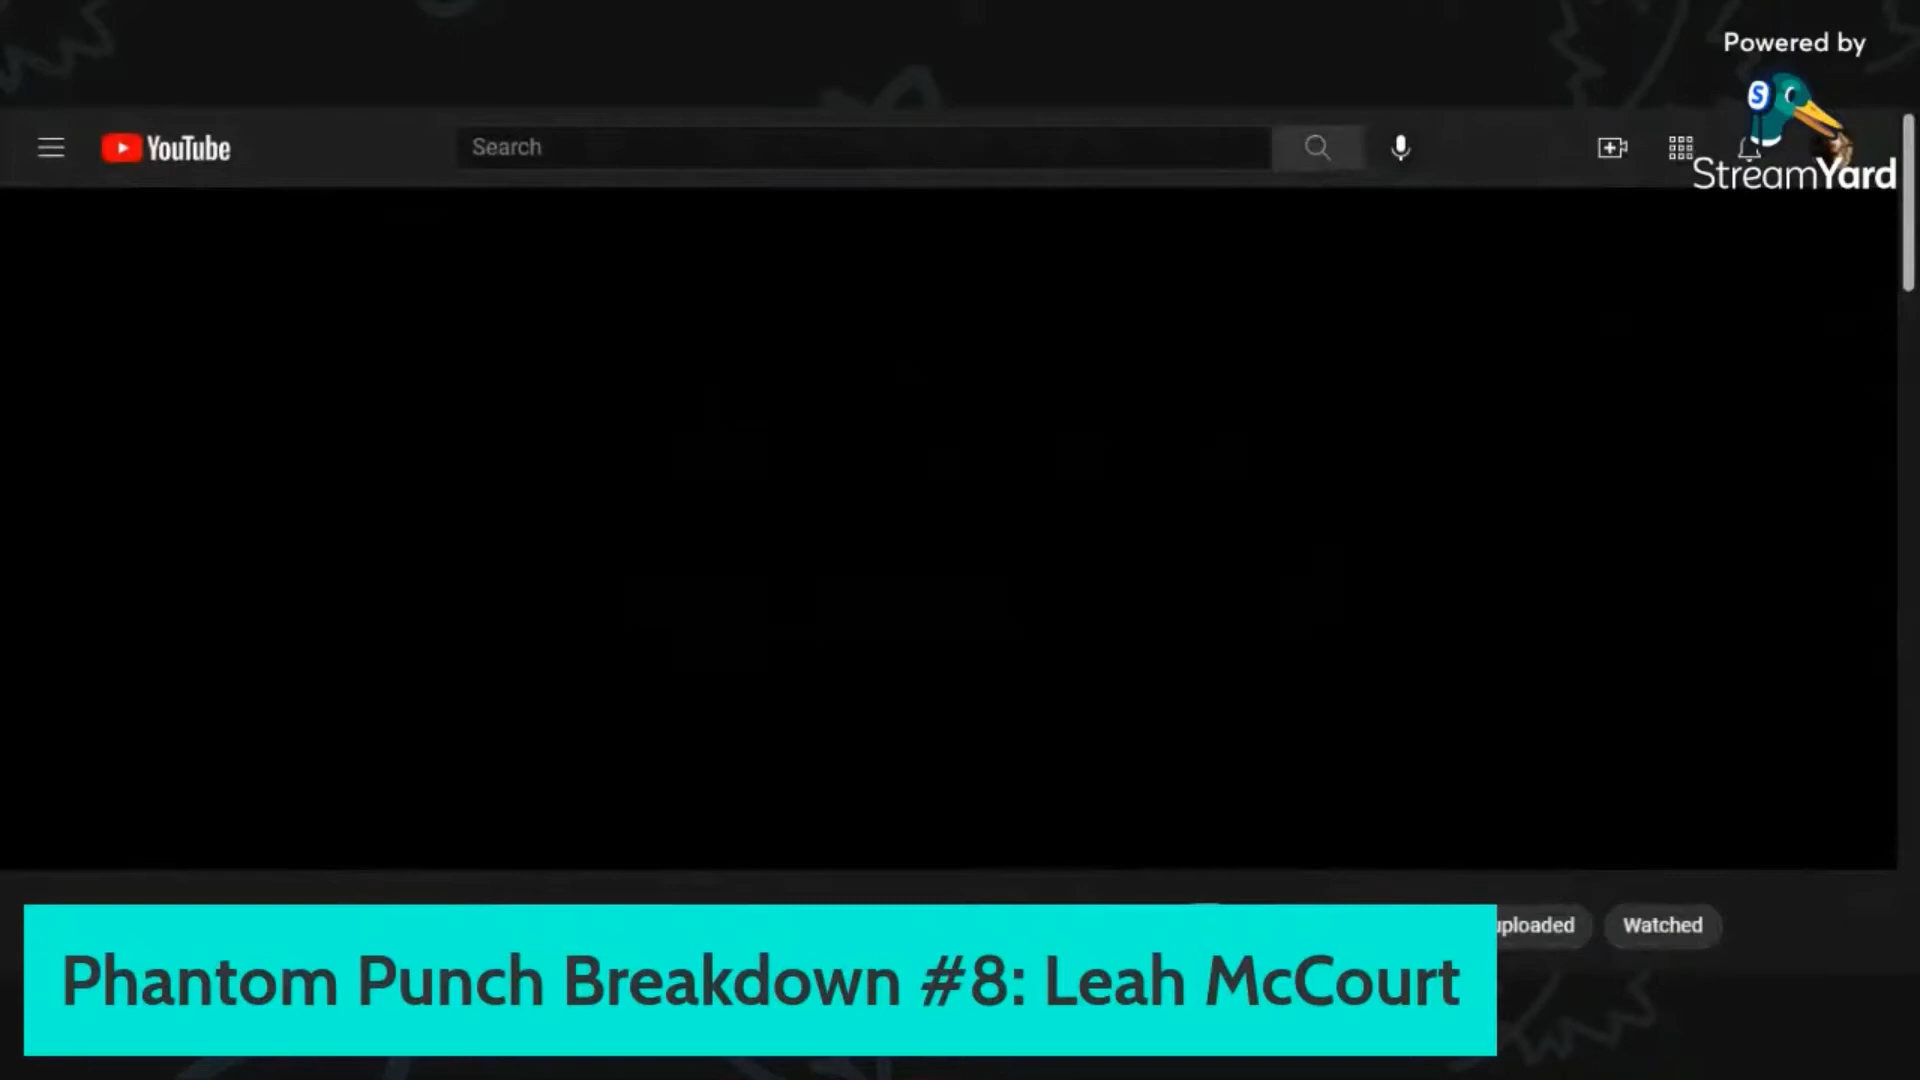 Powered by
YouTube
Search
S
StreamYard
uploaded
Watched
Phantom Punch Breakdown #8: Leah McCourt